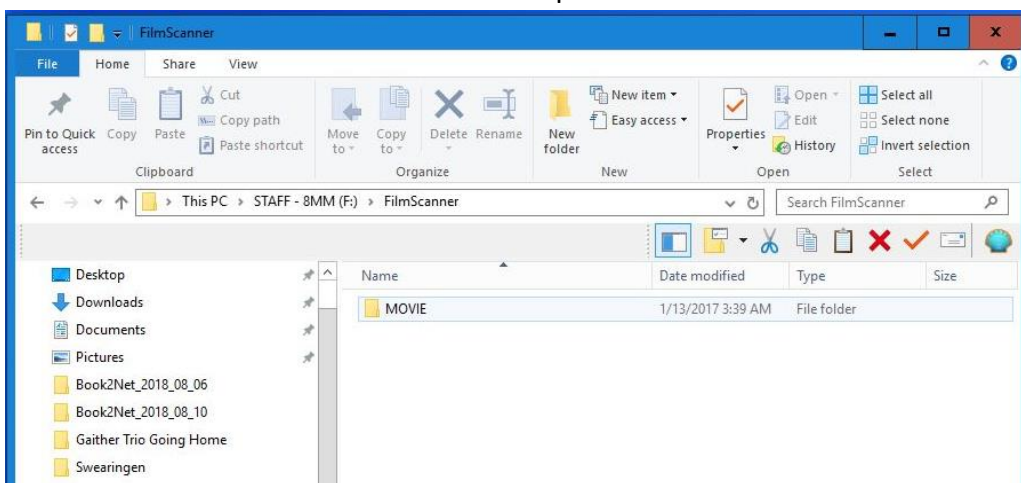 FilmScanner
File Home Share View
Pin to Quick access
Copy
Paste
Cut
Copy path
Paste shortcut
Clipboard
Move to
Copy to
Delete
Rename
Organize
New folder
New item
Easy access
New
Properties
Open
Edit
History
Open
Select all
Select none
Invert selection
Select
This PC > STAFF - 8MM (F:) > FilmScanner
Search FilmScanner
Name Date modified Type Size
MOVIE 1/13/2017 3:39 AM File folder
Desktop
Downloads
Documents
Pictures
Book2Net_2018_08_06
Book2Net_2018_08_10
Gaither Trio Going Home
Swearingen